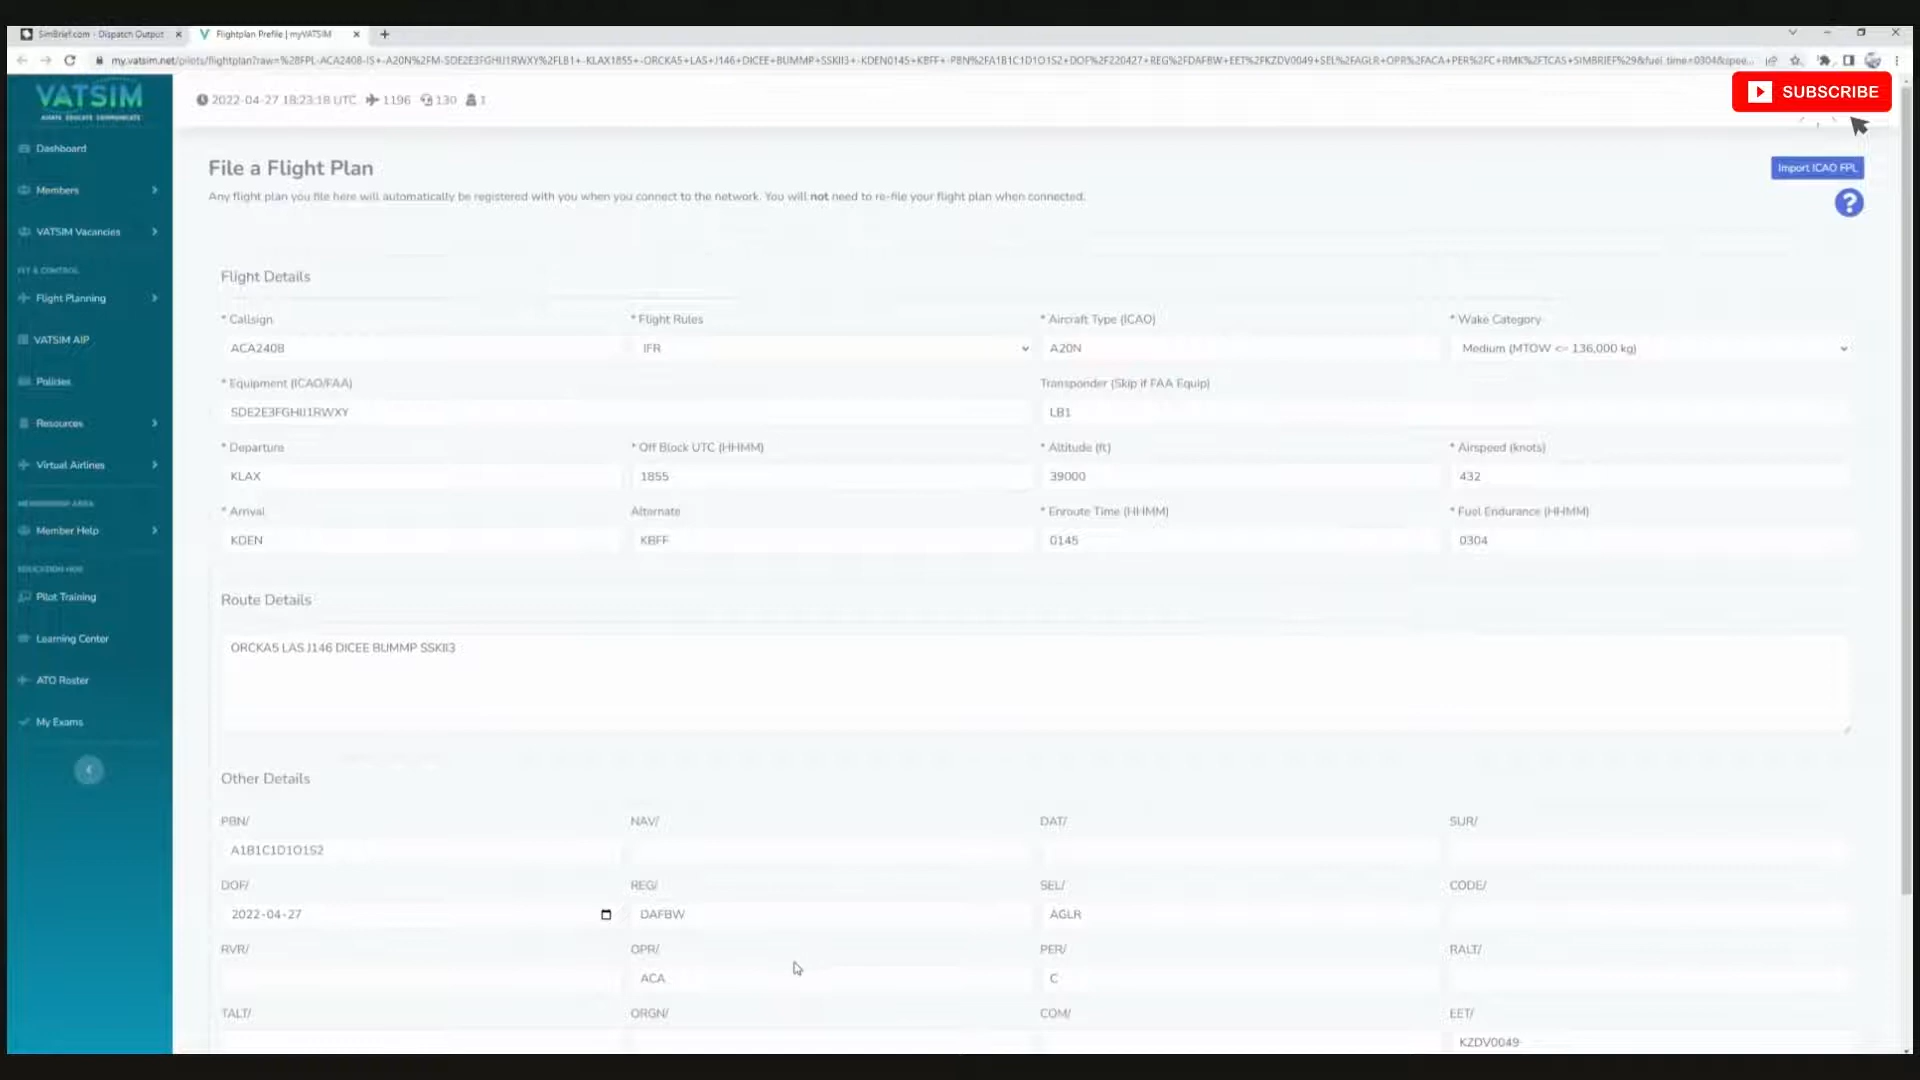 SimBrief.com - Dispatch Output
Flightplan Prefile | myVATSIM
my.vatsim.net/pilots/flightplan?raw=%28FPL-ACA2408-IS+-A20N%2FM-SDE2E3FGHIJ1RWXY%2FLB1+-KLAX1855+-ORCKA5+LAS+J146+DICEE+BUMMP+SSKII3+-KDEN0145+KBFF+-PBN%2FA1B1C1D1O1S2+DOF%2F220427+REG%2FDAFBW+EET%2FKZDV0049+SEL%2FAGLR+OPR%2FACA+PER%2FC+RMK%2FTCAS+SIMBRIEF%29&fuel_time=0304&spee...
VATSIM
AVIATE EDUCATE COMMUNICATE
2022-04-27 18:23:18 UTC 1196 130 1
SUBSCRIBE
Dashboard
Members
VATSIM Vacancies
FLY & CONTROL
Flight Planning
VATSIM AIP
Policies
Resources
Virtual Airlines
MEMBERSHIP AREA
Member Help
EDUCATION HUB
Pilot Training
Learning Center
ATO Roster
My Exams
File a Flight Plan
Import ICAO FPL
Any flight plan you file here will automatically be registered with you when you connect to the network. You will not need to re-file your flight plan when connected.
?
Flight Details
* Callsign * Flight Rules * Aircraft Type (ICAO) * Wake Category
ACA2408 IFR A20N Medium (MTOW <= 136,000 kg)
* Equipment (ICAO/FAA) Transponder (Skip if FAA Equip)
SDE2E3FGHIJ1RWXY LB1
* Departure * Off Block UTC (HHMM) * Altitude (ft) * Airspeed (knots)
KLAX 1855 39000 432
* Arrival Alternate * Enroute Time (HHMM) * Fuel Endurance (HHMM)
KDEN KBFF 0145 0304
Route Details
ORCKA5 LAS J146 DICEE BUMMP SSKII3
Other Details
PBN/ NAV/ DAT/ SUR/
A1B1C1D1O1S2
DOF/ REG/ SEL/ CODE/
2022-04-27 DAFBW AGLR
RVR/ OPR/ PER/ RALT/
ACA C
TALT/ ORGN/ COM/ EET/
KZDV0049